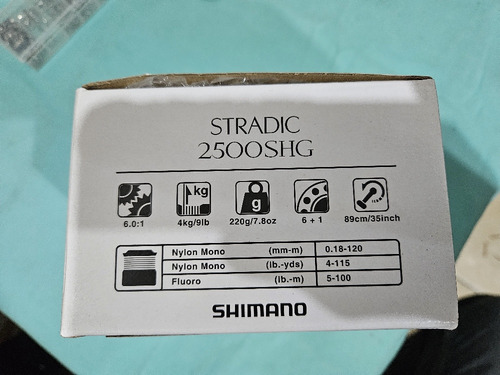 STRADIC
2500SHG
kg
g
6.0:1
4kg/9lb
220g/7.8oz
6 + 1
89cm/35inch
Nylon Mono (mm-m) 0.18-120
Nylon Mono (lb.-yds) 4-115
Fluoro (lb.-m) 5-100
SHIMANO